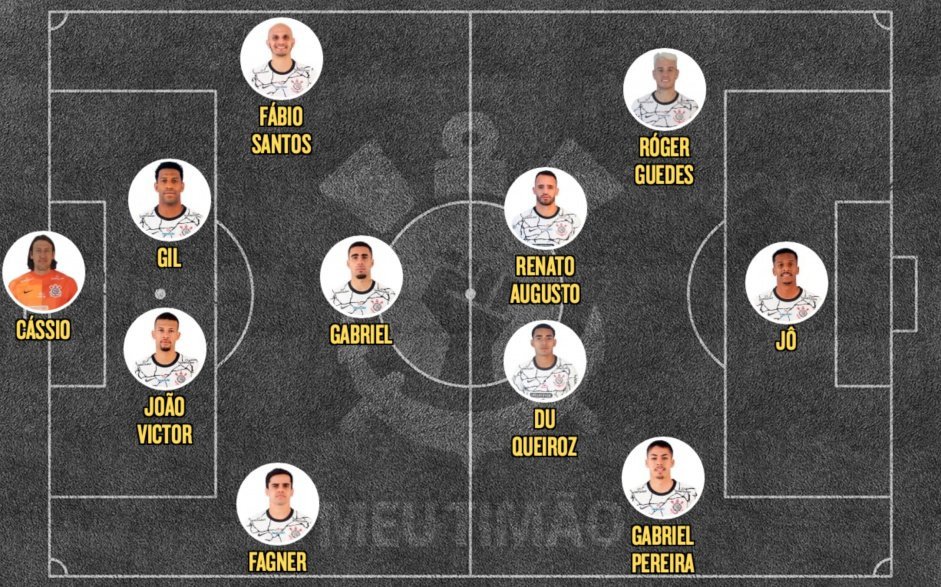 FÁBIO
SANTOS
RÓGER
GUEDES
GIL
RENATO
AUGUSTO
CÁSSIO
GABRIEL
JÔ
JOÃO
VICTOR
DU
QUEIROZ
FAGNER
GABRIEL
PEREIRA
MEU TIMÃO